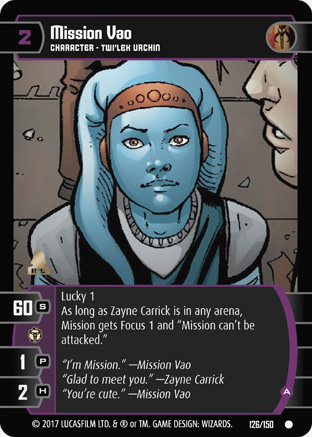 2 Mission Vao
CHARACTER - TWI'LEK URCHIN
60 S
Lucky 1
As long as Zayne Carrick is in any arena,
Mission gets Focus 1 and “Mission can't be
attacked.”
1 P
“I'm Mission.” —Mission Vao
“Glad to meet you.” —Zayne Carrick
2 H
“You're cute.” —Mission Vao
A
© 2017 LUCASFILM LTD. & ® OR TM. GAME DESIGN: WIZARDS. 126/150